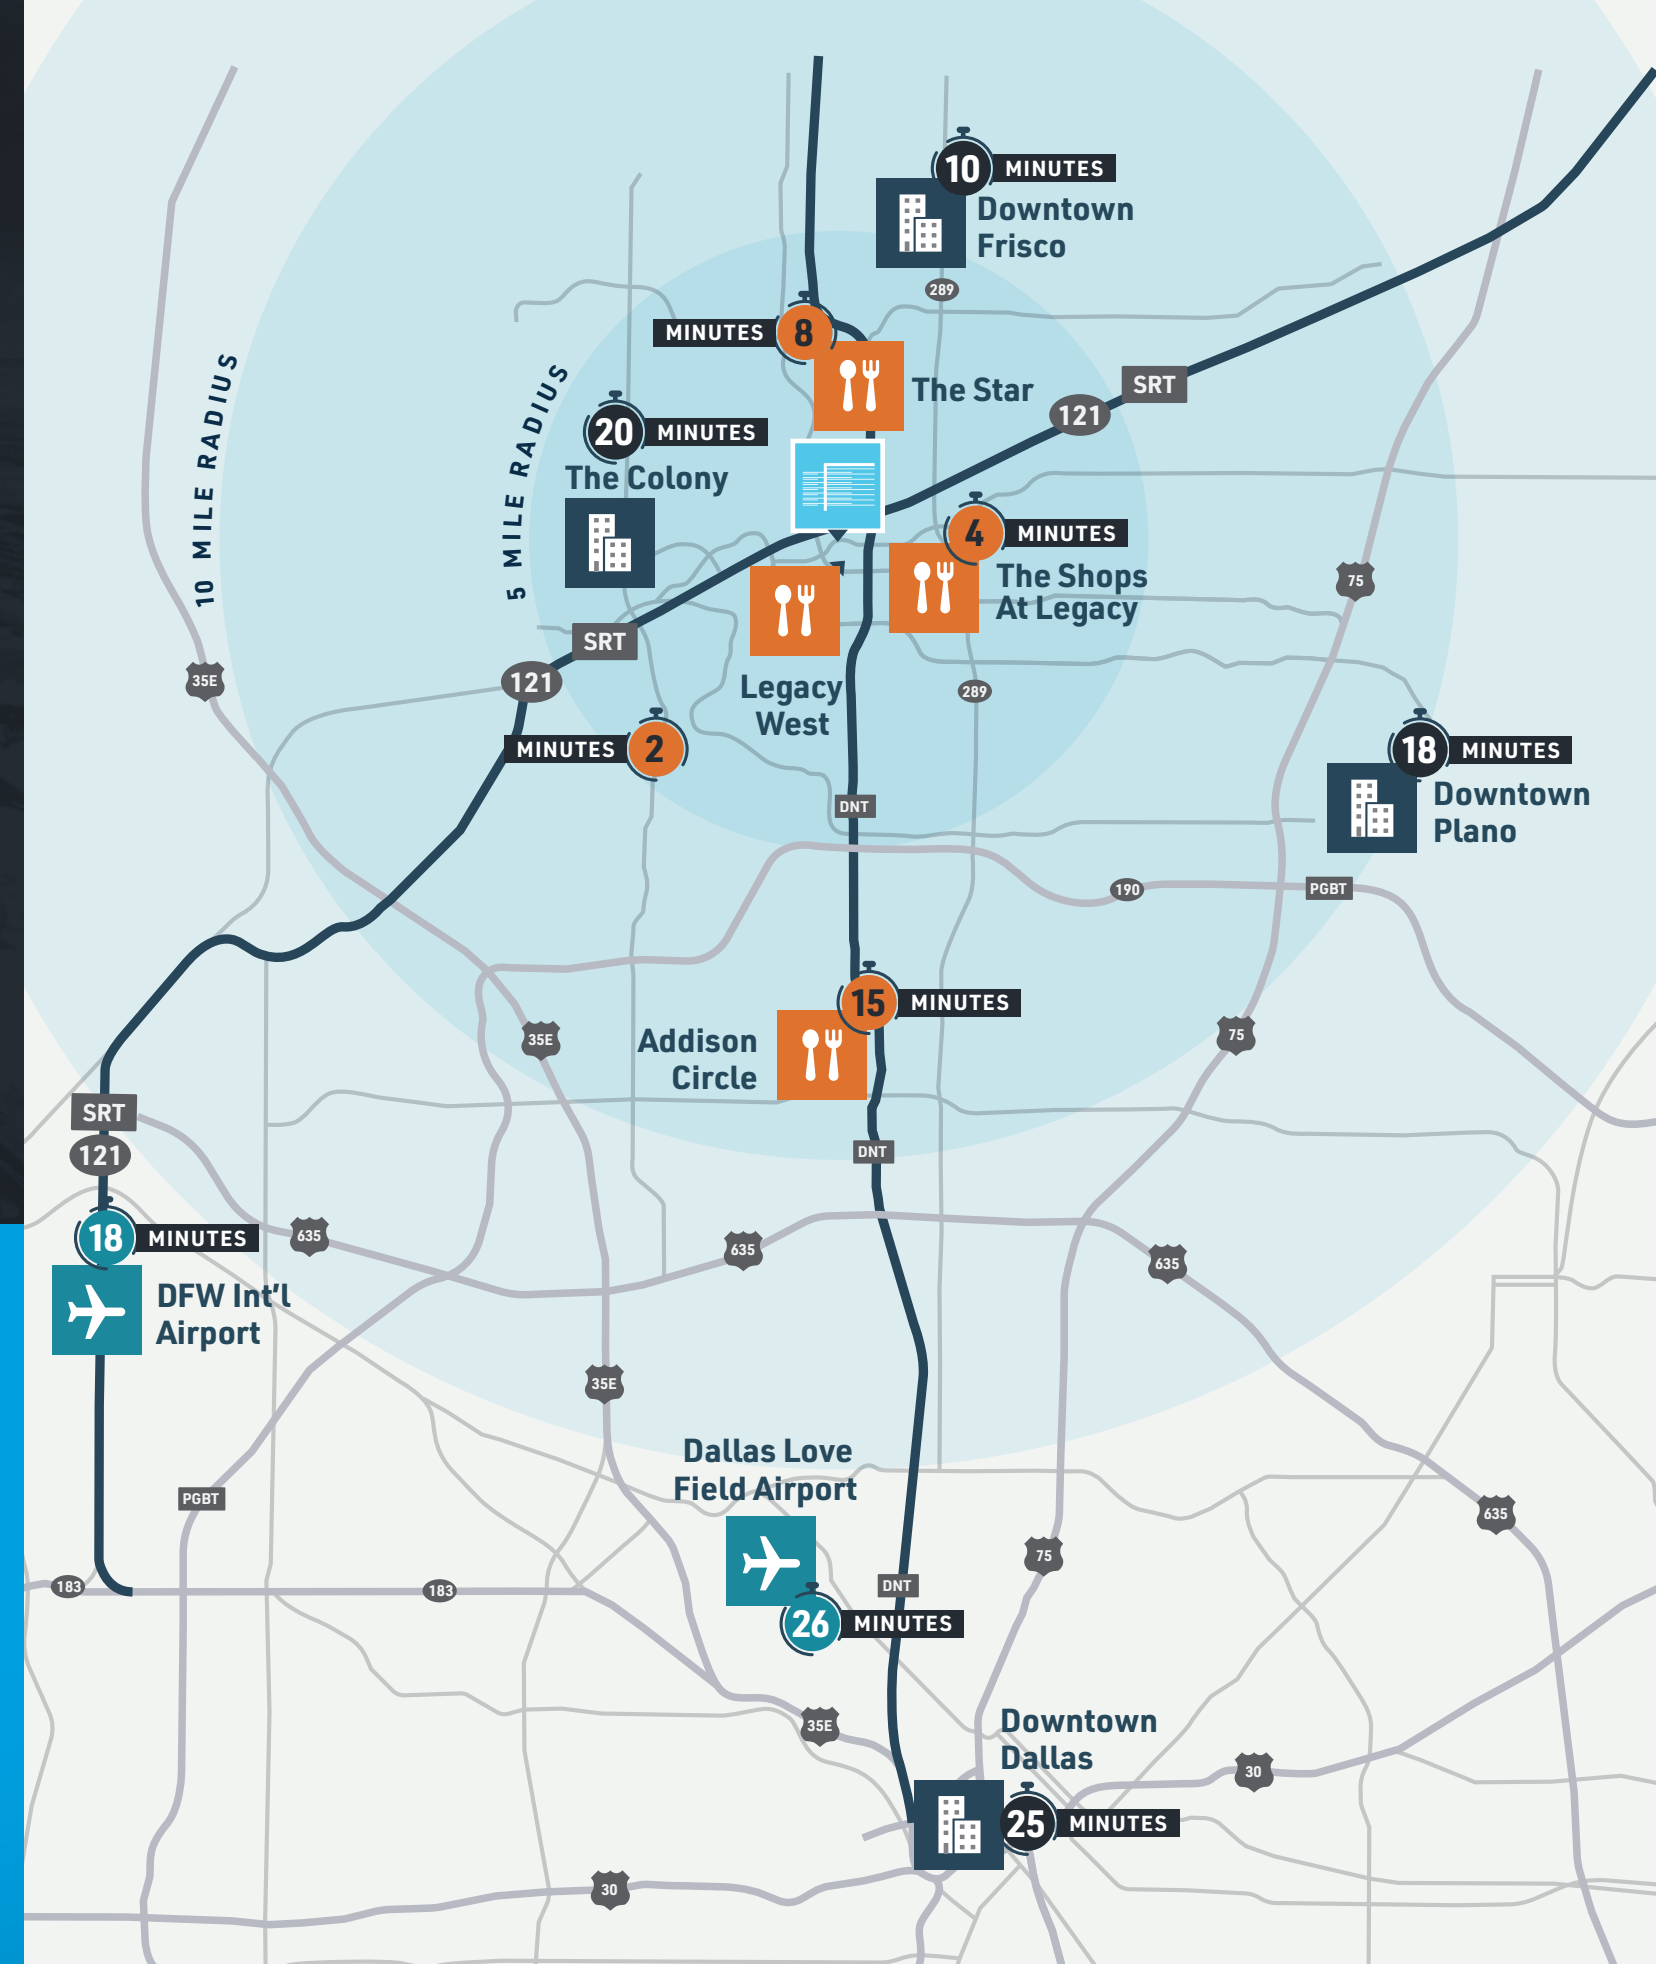 10 MINUTES
Downtown
Frisco
289
MINUTES 8
The Star
SRT
121
10 MILE RADIUS
5 MILE RADIUS
20 MINUTES
The Colony
4 MINUTES
The Shops
At Legacy
75
SRT
121
35E
Legacy
West
289
MINUTES 2
18 MINUTES
Downtown
Plano
DNT
190
PGBT
15 MINUTES
Addison
Circle
35E
75
SRT
121
DNT
18 MINUTES
635
635
635
DFW Int'l
Airport
35E
Dallas Love
Field Airport
PGBT
635
75
183
183
DNT
26 MINUTES
35E
Downtown
Dallas
30
25 MINUTES
30